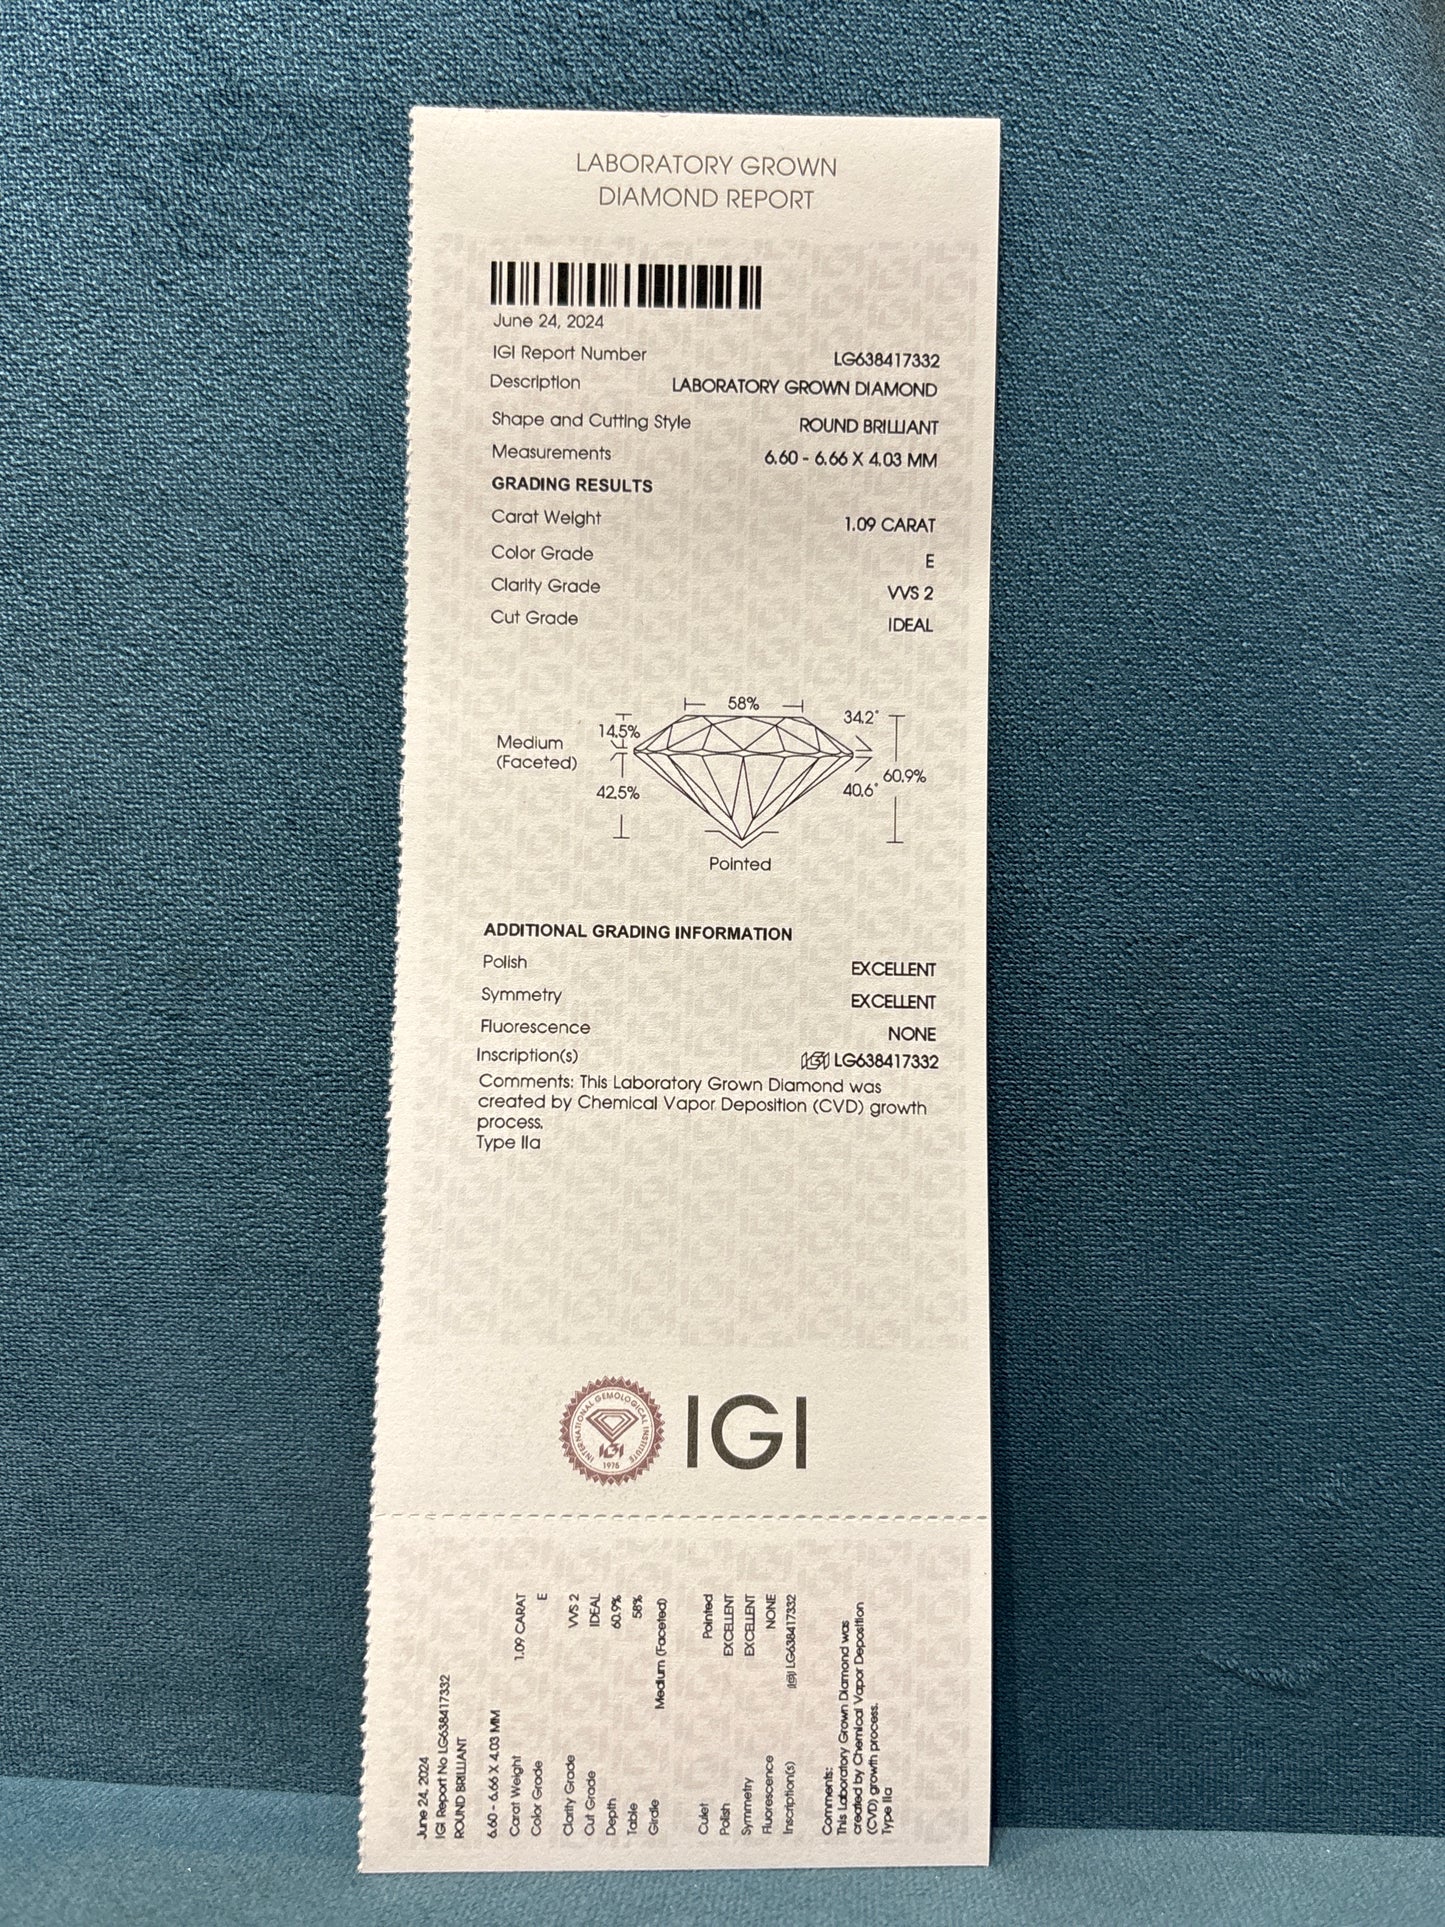 LABORATORY GROWN
DIAMOND REPORT
June 24, 2024
IGI Report Number LG638417332
Description LABORATORY GROWN DIAMOND
Shape and Cutting Style ROUND BRILLIANT
Measurements 6.60 - 6.66 X 4.03 MM
GRADING RESULTS
Carat Weight 1.09 CARAT
Color Grade E
Clarity Grade VVS 2
Cut Grade IDEAL
58%
14.5% 34.2°
Medium
(Faceted)
60.9%
42.5% 40.6°
Pointed
ADDITIONAL GRADING INFORMATION
Polish EXCELLENT
Symmetry EXCELLENT
Fluorescence NONE
Inscription(s) IGI LG638417332
Comments: This Laboratory Grown Diamond was
created by Chemical Vapor Deposition (CVD) growth
process.
Type IIa
INTERNATIONAL GEMOLOGICAL INSTITUTE
IGI
1975
IGI
June 24, 2024
IGI Report No LG638417332
ROUND BRILLIANT
6.60 - 6.66 X 4.03 MM
Carat Weight 1.09 CARAT
Color Grade E
Clarity Grade VVS 2
Cut Grade IDEAL
Depth 60.9%
Table 58%
Girdle Medium (Faceted)
Culet Pointed
Polish EXCELLENT
Symmetry EXCELLENT
Fluorescence NONE
Inscription(s) IGI LG638417332
Comments:
This Laboratory Grown Diamond was
created by Chemical Vapor Deposition
(CVD) growth process.
Type IIa